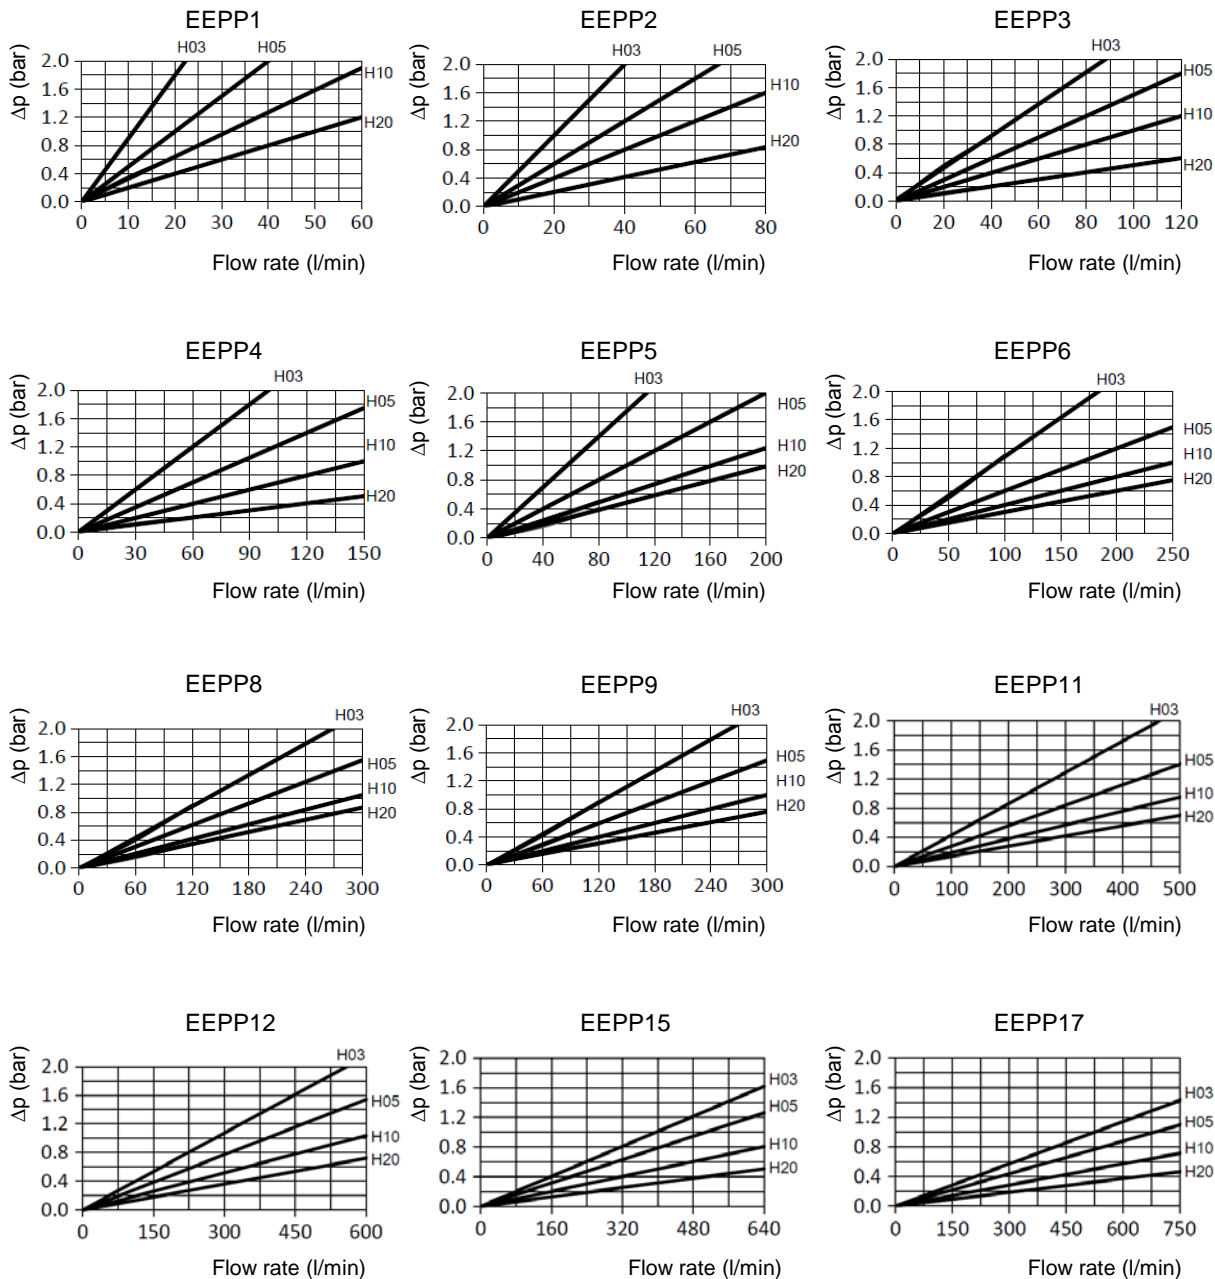 EEPP1
Δp (bar)
H03
H05
H10
H20
2.0
1.6
1.2
0.8
0.4
0.0
0 10 20 30 40 50 60
Flow rate (l/min)
EEPP2
Δp (bar)
H03
H05
H10
H20
2.0
1.6
1.2
0.8
0.4
0.0
0 20 40 60 80
Flow rate (l/min)
EEPP3
Δp (bar)
H03
H05
H10
H20
2.0
1.6
1.2
0.8
0.4
0.0
0 20 40 60 80 100 120
Flow rate (l/min)
EEPP4
Δp (bar)
H03
H05
H10
H20
2.0
1.6
1.2
0.8
0.4
0.0
0 30 60 90 120 150
Flow rate (l/min)
EEPP5
Δp (bar)
H03
H05
H10
H20
2.0
1.6
1.2
0.8
0.4
0.0
0 40 80 120 160 200
Flow rate (l/min)
EEPP6
Δp (bar)
H03
H05
H10
H20
2.0
1.6
1.2
0.8
0.4
0.0
0 50 100 150 200 250
Flow rate (l/min)
EEPP8
Δp (bar)
H03
H05
H10
H20
2.0
1.6
1.2
0.8
0.4
0.0
0 60 120 180 240 300
Flow rate (l/min)
EEPP9
Δp (bar)
H03
H05
H10
H20
2.0
1.6
1.2
0.8
0.4
0.0
0 60 120 180 240 300
Flow rate (l/min)
EEPP11
Δp (bar)
H03
H05
H10
H20
2.0
1.6
1.2
0.8
0.4
0.0
0 100 200 300 400 500
Flow rate (l/min)
EEPP12
Δp (bar)
H03
H05
H10
H20
2.0
1.6
1.2
0.8
0.4
0.0
0 150 300 450 600
Flow rate (l/min)
EEPP15
Δp (bar)
H03
H05
H10
H20
2.0
1.6
1.2
0.8
0.4
0.0
0 160 320 480 640
Flow rate (l/min)
EEPP17
Δp (bar)
H03
H05
H10
H20
2.0
1.6
1.2
0.8
0.4
0.0
0 150 300 450 600 750
Flow rate (l/min)